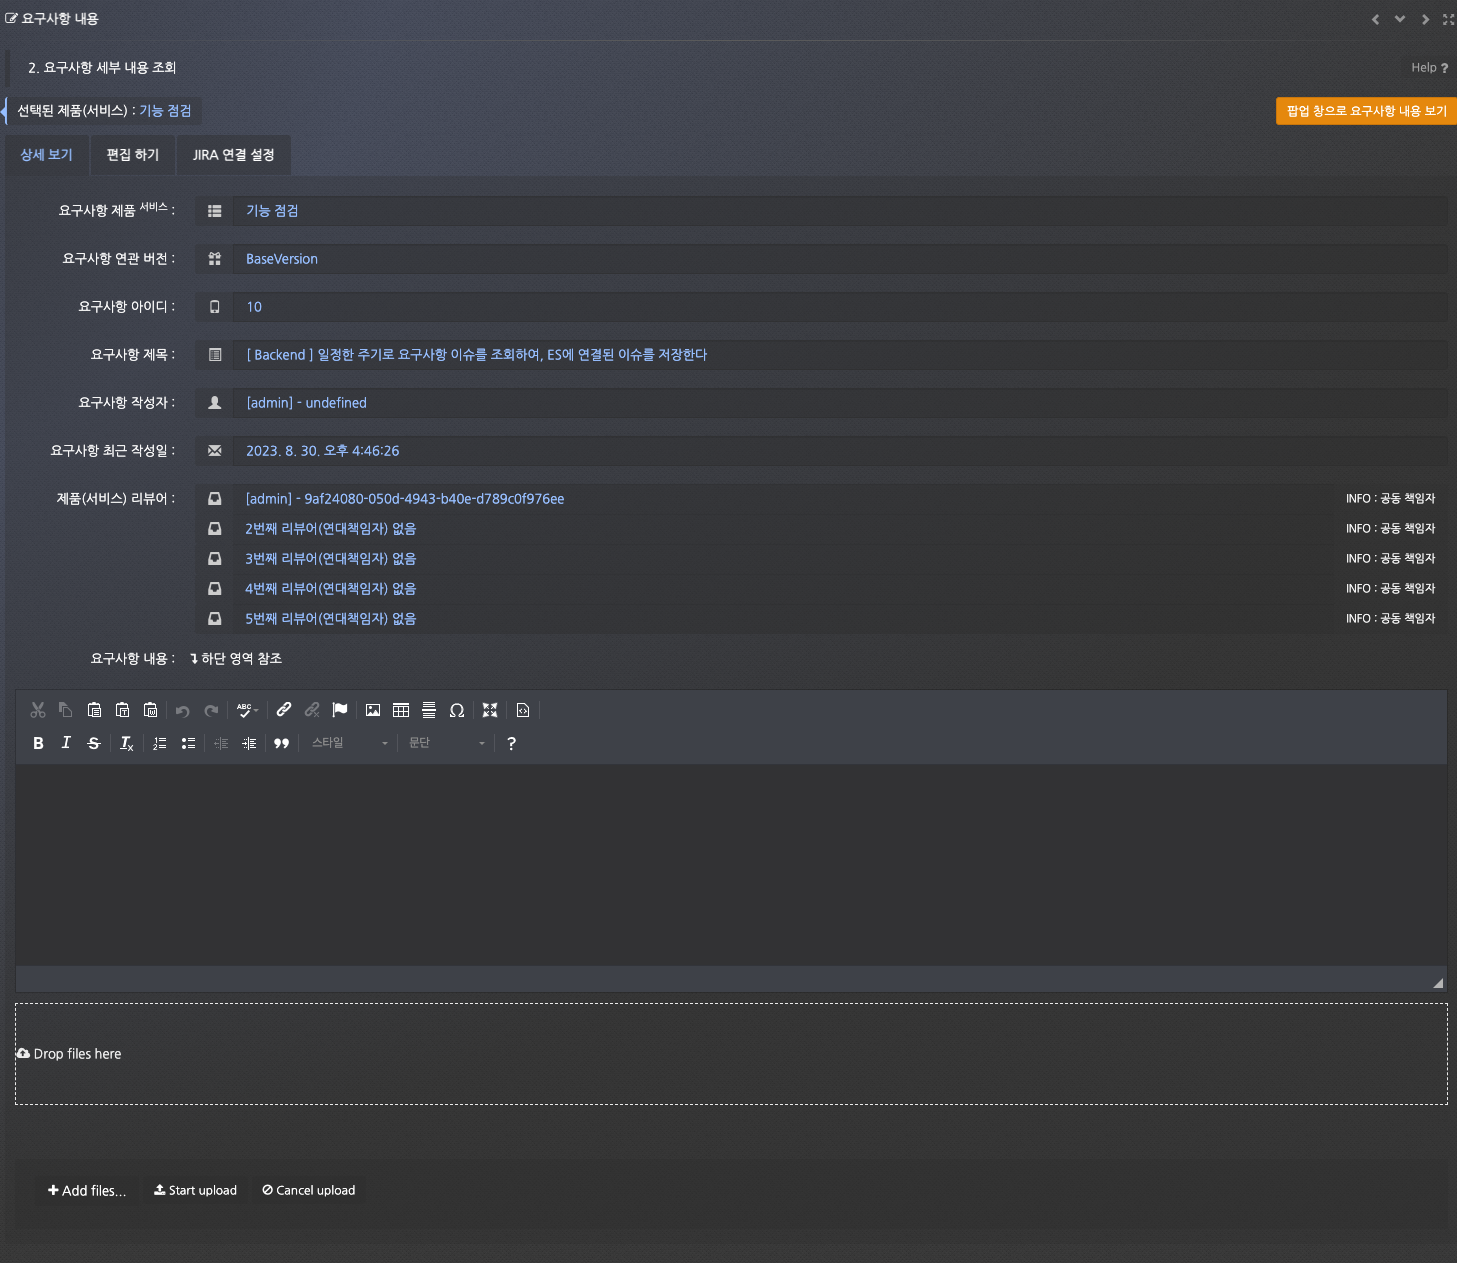 요구사항 내용
2. 요구사항 세부 내용 조회
Help ?
선택된 제품(서비스) : 기능 점검
팝업 창으로 요구사항 내용 보기
상세 보기 편집 하기 JIRA 연결 설정
요구사항 제품 서비스 : 기능 점검
요구사항 연관 버전 : BaseVersion
요구사항 아이디 : 10
요구사항 제목 : [ Backend ] 일정한 주기로 요구사항 이슈를 조회하여, ES에 연결된 이슈를 저장한다
요구사항 작성자 : [admin] - undefined
요구사항 최근 작성일 : 2023. 8. 30. 오후 4:46:26
제품(서비스) 리뷰어 : [admin] - 9af24080-050d-4943-b40e-d789c0f976ee INFO : 공동 책임자
2번째 리뷰어(연대책임자) 없음 INFO : 공동 책임자
3번째 리뷰어(연대책임자) 없음 INFO : 공동 책임자
4번째 리뷰어(연대책임자) 없음 INFO : 공동 책임자
5번째 리뷰어(연대책임자) 없음 INFO : 공동 책임자
요구사항 내용 : 하단 영역 참조
스타일 문단
Drop files here
Add files... Start upload Cancel upload